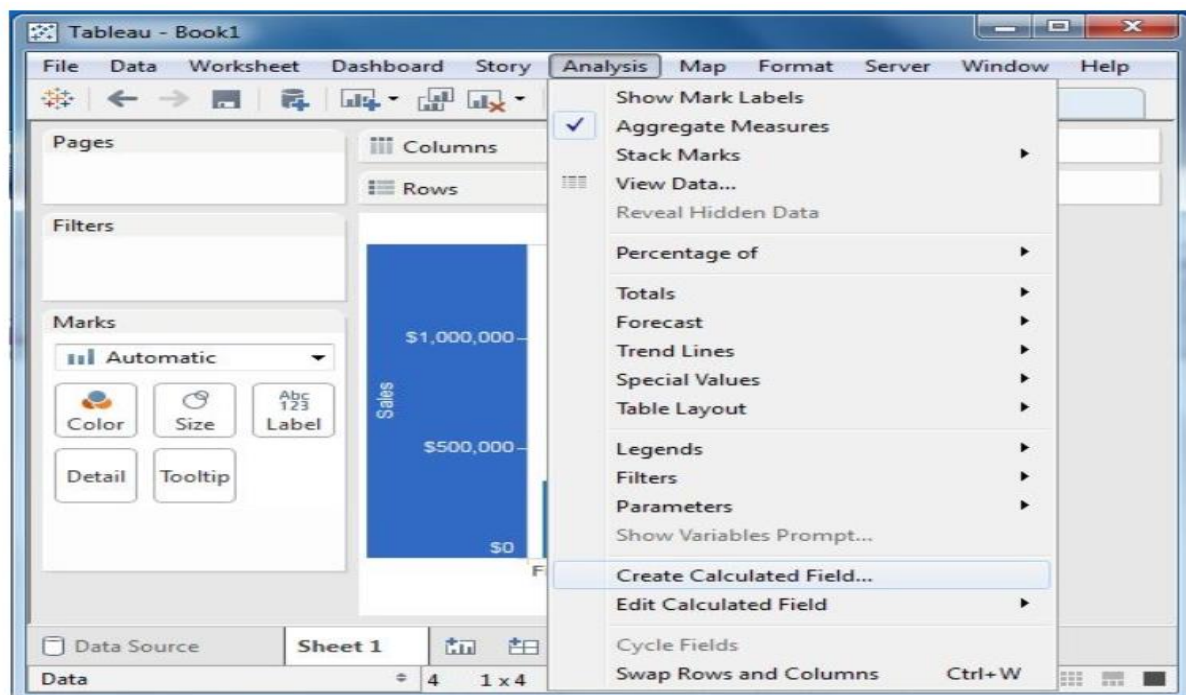 Tableau - Book1
File Data Worksheet Dashboard Story Analysis Map Format Server Window Help
Pages
Columns
Rows
Filters
Marks
Automatic
Color
Size
Abc
123
Label
Detail
Tooltip
$1,000,000
Sales
$500,000
$0
Show Mark Labels
Aggregate Measures
Stack Marks
View Data...
Reveal Hidden Data
Percentage of
Totals
Forecast
Trend Lines
Special Values
Table Layout
Legends
Filters
Parameters
Show Variables Prompt...
Create Calculated Field...
Edit Calculated Field
Cycle Fields
Swap Rows and Columns Ctrl+W
Data Source
Sheet 1
Data 4 1 x 4